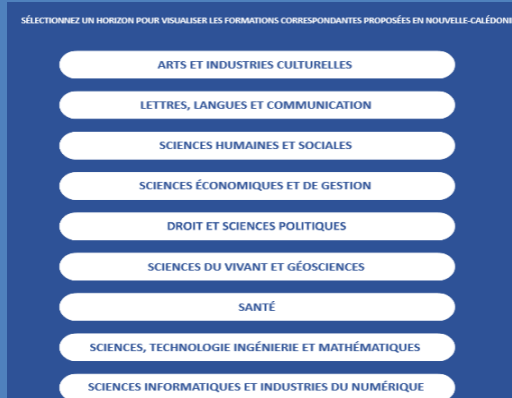 SÉLECTIONNEZ UN HORIZON POUR VISUALISER LES FORMATIONS CORRESPONDANTES PROPOSÉES EN NOUVELLE-CALÉDONI
ARTS ET INDUSTRIES CULTURELLES
LETTRES, LANGUES ET COMMUNICATION
SCIENCES HUMAINES ET SOCIALES
SCIENCES ÉCONOMIQUES ET DE GESTION
DROIT ET SCIENCES POLITIQUES
SCIENCES DU VIVANT ET GÉOSCIENCES
SANTÉ
SCIENCES, TECHNOLOGIE INGÉNIERIE ET MATHÉMATIQUES
SCIENCES INFORMATIQUES ET INDUSTRIES DU NUMÉRIQUE